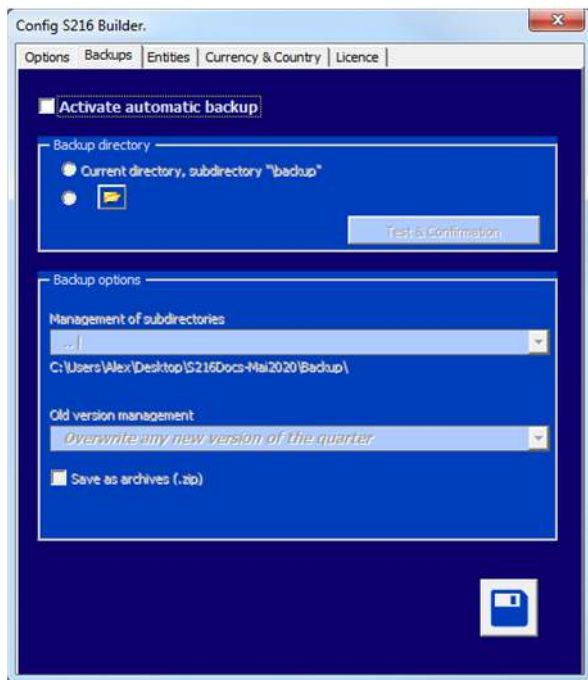 Config S216 Builder.
Options Backups Entities Currency & Country Licence
Activate automatic backup
Backup directory
Current directory, subdirectory "\backup"
Test & Confirmation
Backup options
Management of subdirectories
.. |
C:\Users\Alex\Desktop\S216Docs-Mai2020\Backup\
Old version management
Overwrite any new version of the quarter
Save as archives (.zip)